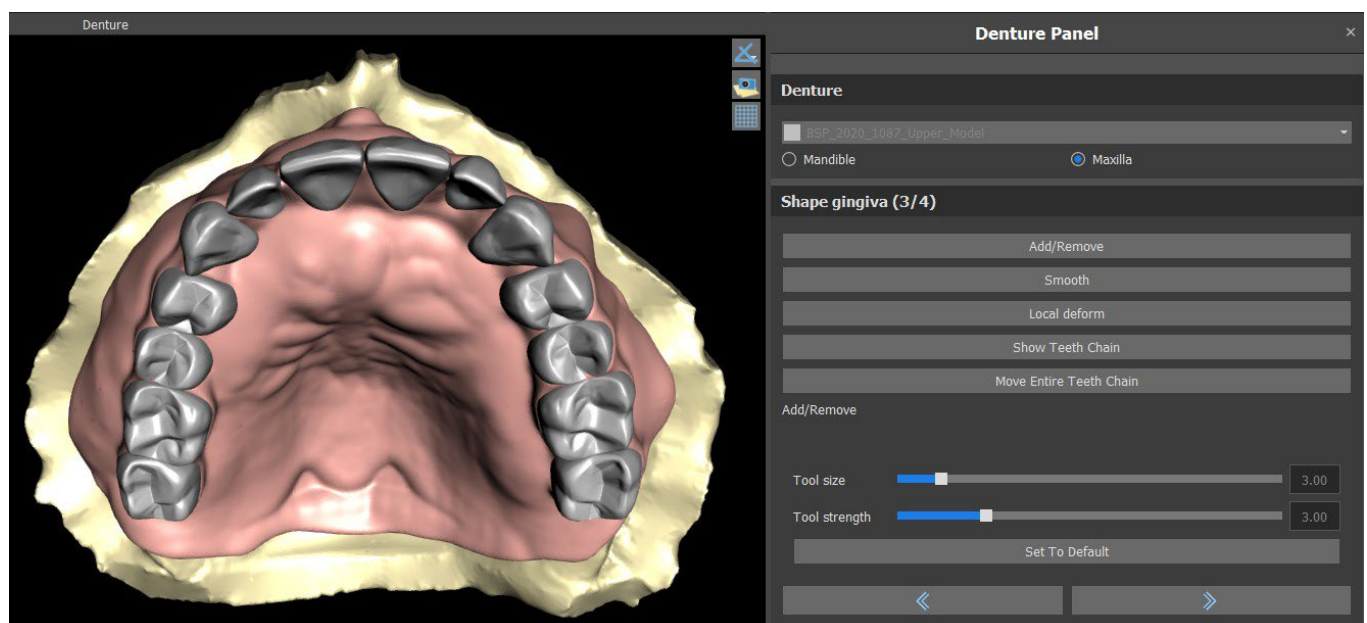 Denture
Denture Panel
×
Denture
BSP_2020_1087_Upper_Model
Mandible
Maxilla
Shape gingiva (3/4)
Add/Remove
Smooth
Local deform
Show Teeth Chain
Move Entire Teeth Chain
Add/Remove
Tool size
3.00
Tool strength
3.00
Set To Default